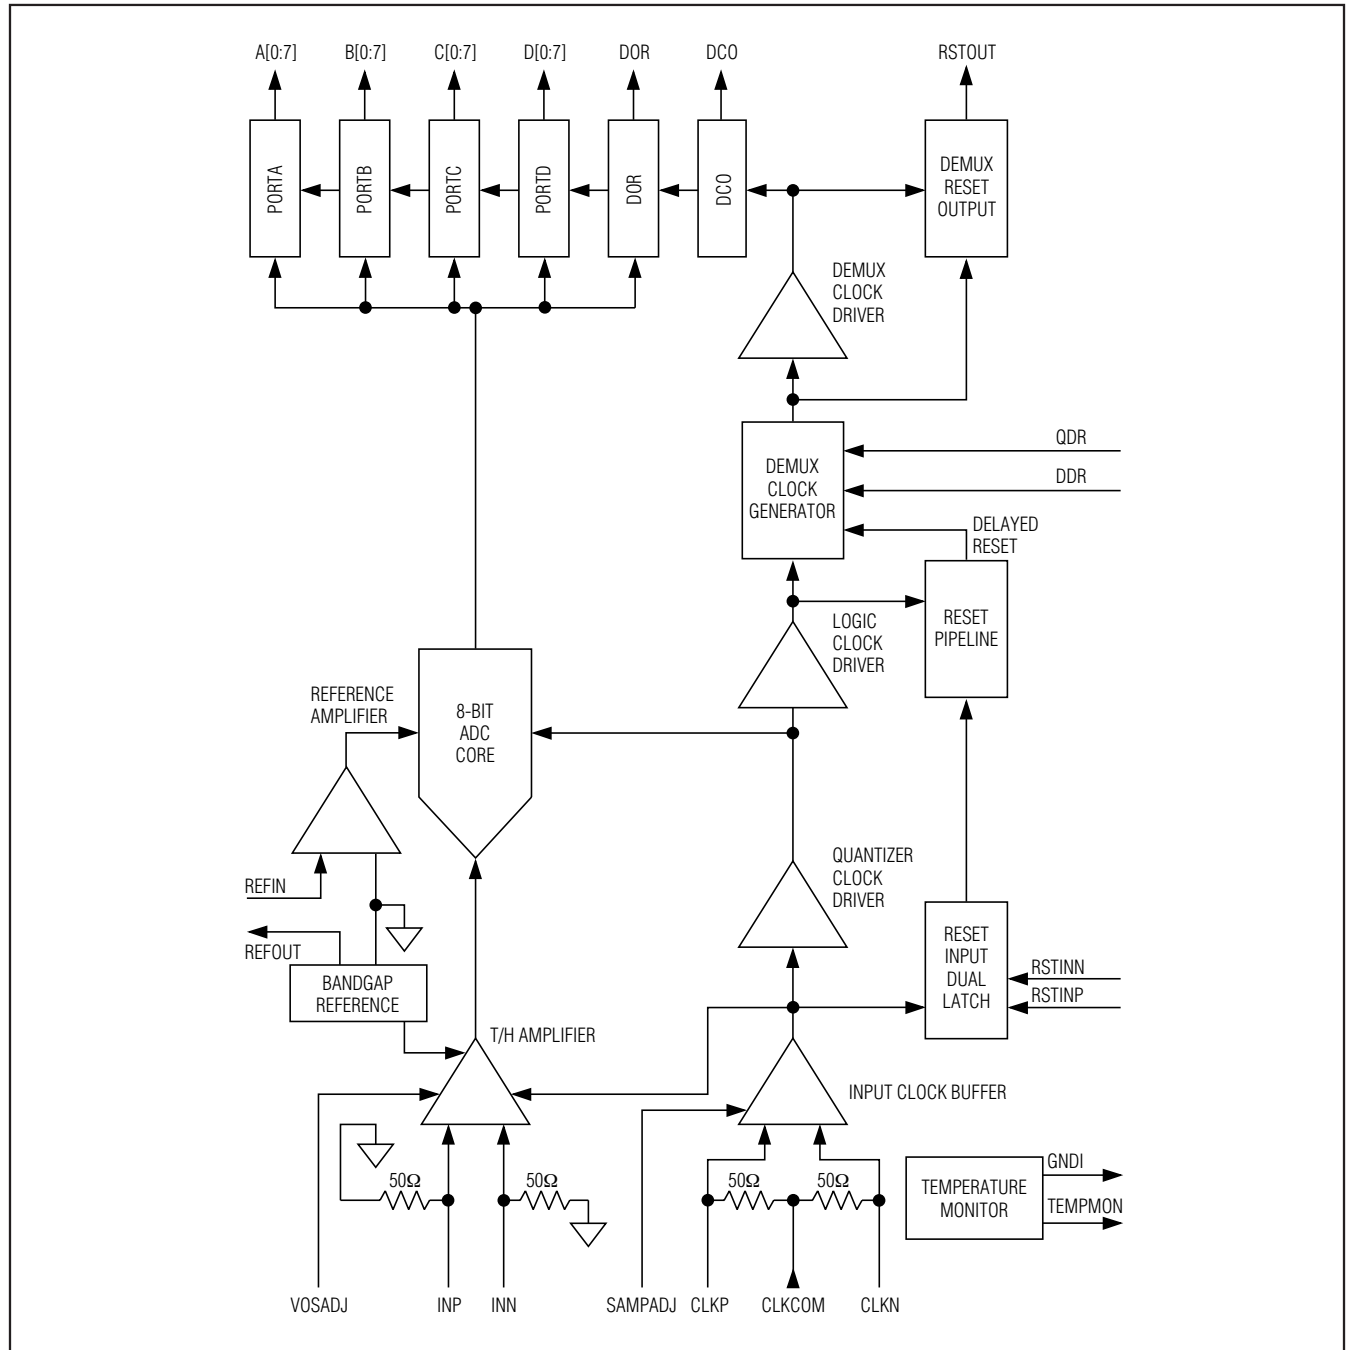 A[0:7] B[0:7] C[0:7] D[0:7] DOR DCO RSTOUT
PORTA
PORTB
PORTC
PORTD
DOR
DCO
DEMUX
RESET
OUTPUT
DEMUX
CLOCK
DRIVER
QDR
DEMUX
CLOCK
GENERATOR
DDR
DELAYED
RESET
LOGIC
CLOCK
DRIVER
RESET
PIPELINE
REFERENCE
AMPLIFIER
8-BIT
ADC
CORE
QUANTIZER
CLOCK
DRIVER
REFIN
REFOUT
BANDGAP
REFERENCE
RESET
INPUT
DUAL
LATCH
RSTINN
RSTINP
T/H AMPLIFIER
INPUT CLOCK BUFFER
50Ω 50Ω 50Ω 50Ω
TEMPERATURE
MONITOR
GNDI
TEMPMON
VOSADJ INP INN SAMPADJ CLKP CLKCOM CLKN